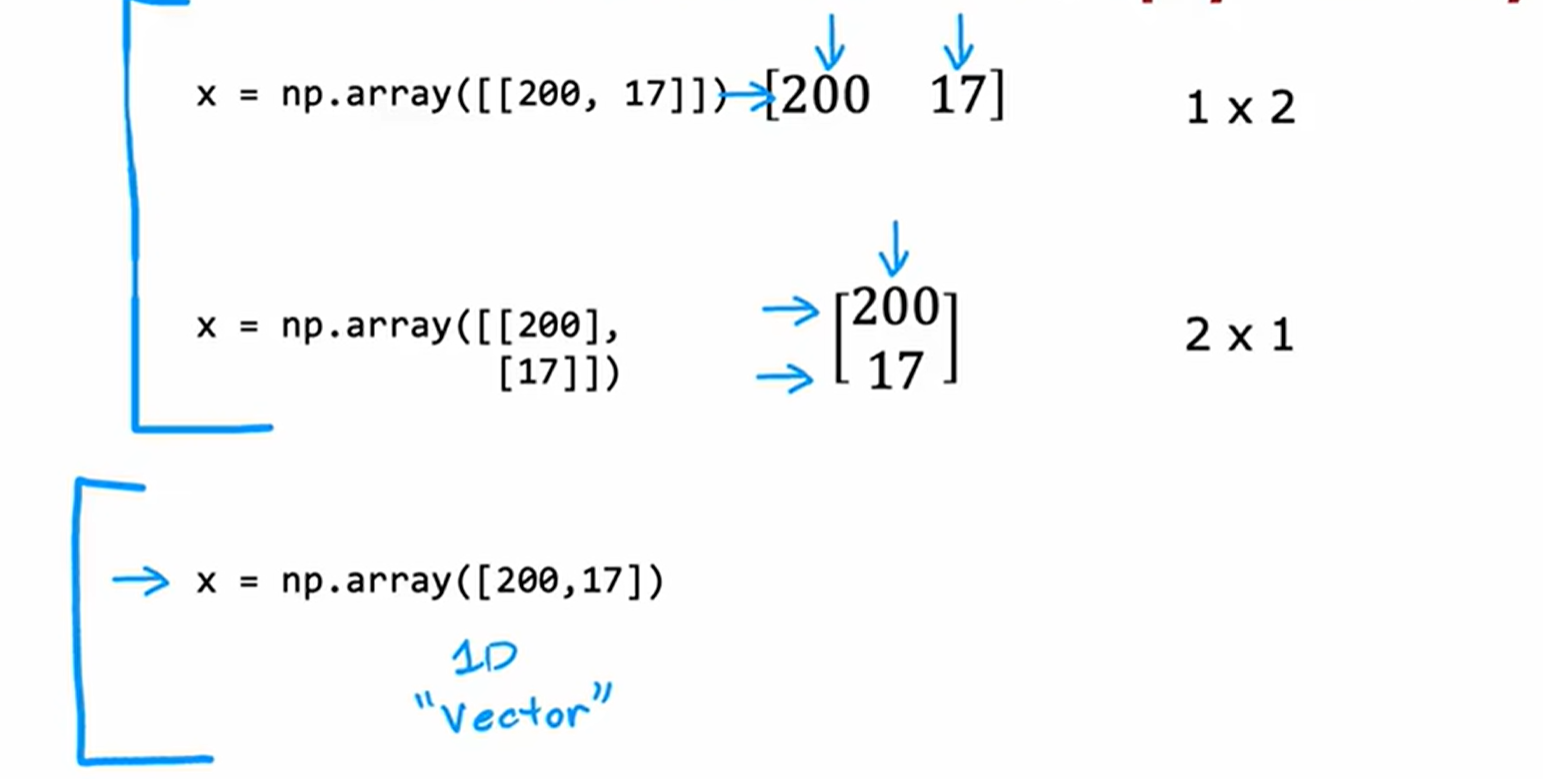 x = np.array([[200, 17]]) [200 17] 1 x 2
x = np.array([[200], [200 2 x 1
[17]]) 17]
x = np.array([200,17])
1D
"Vector"